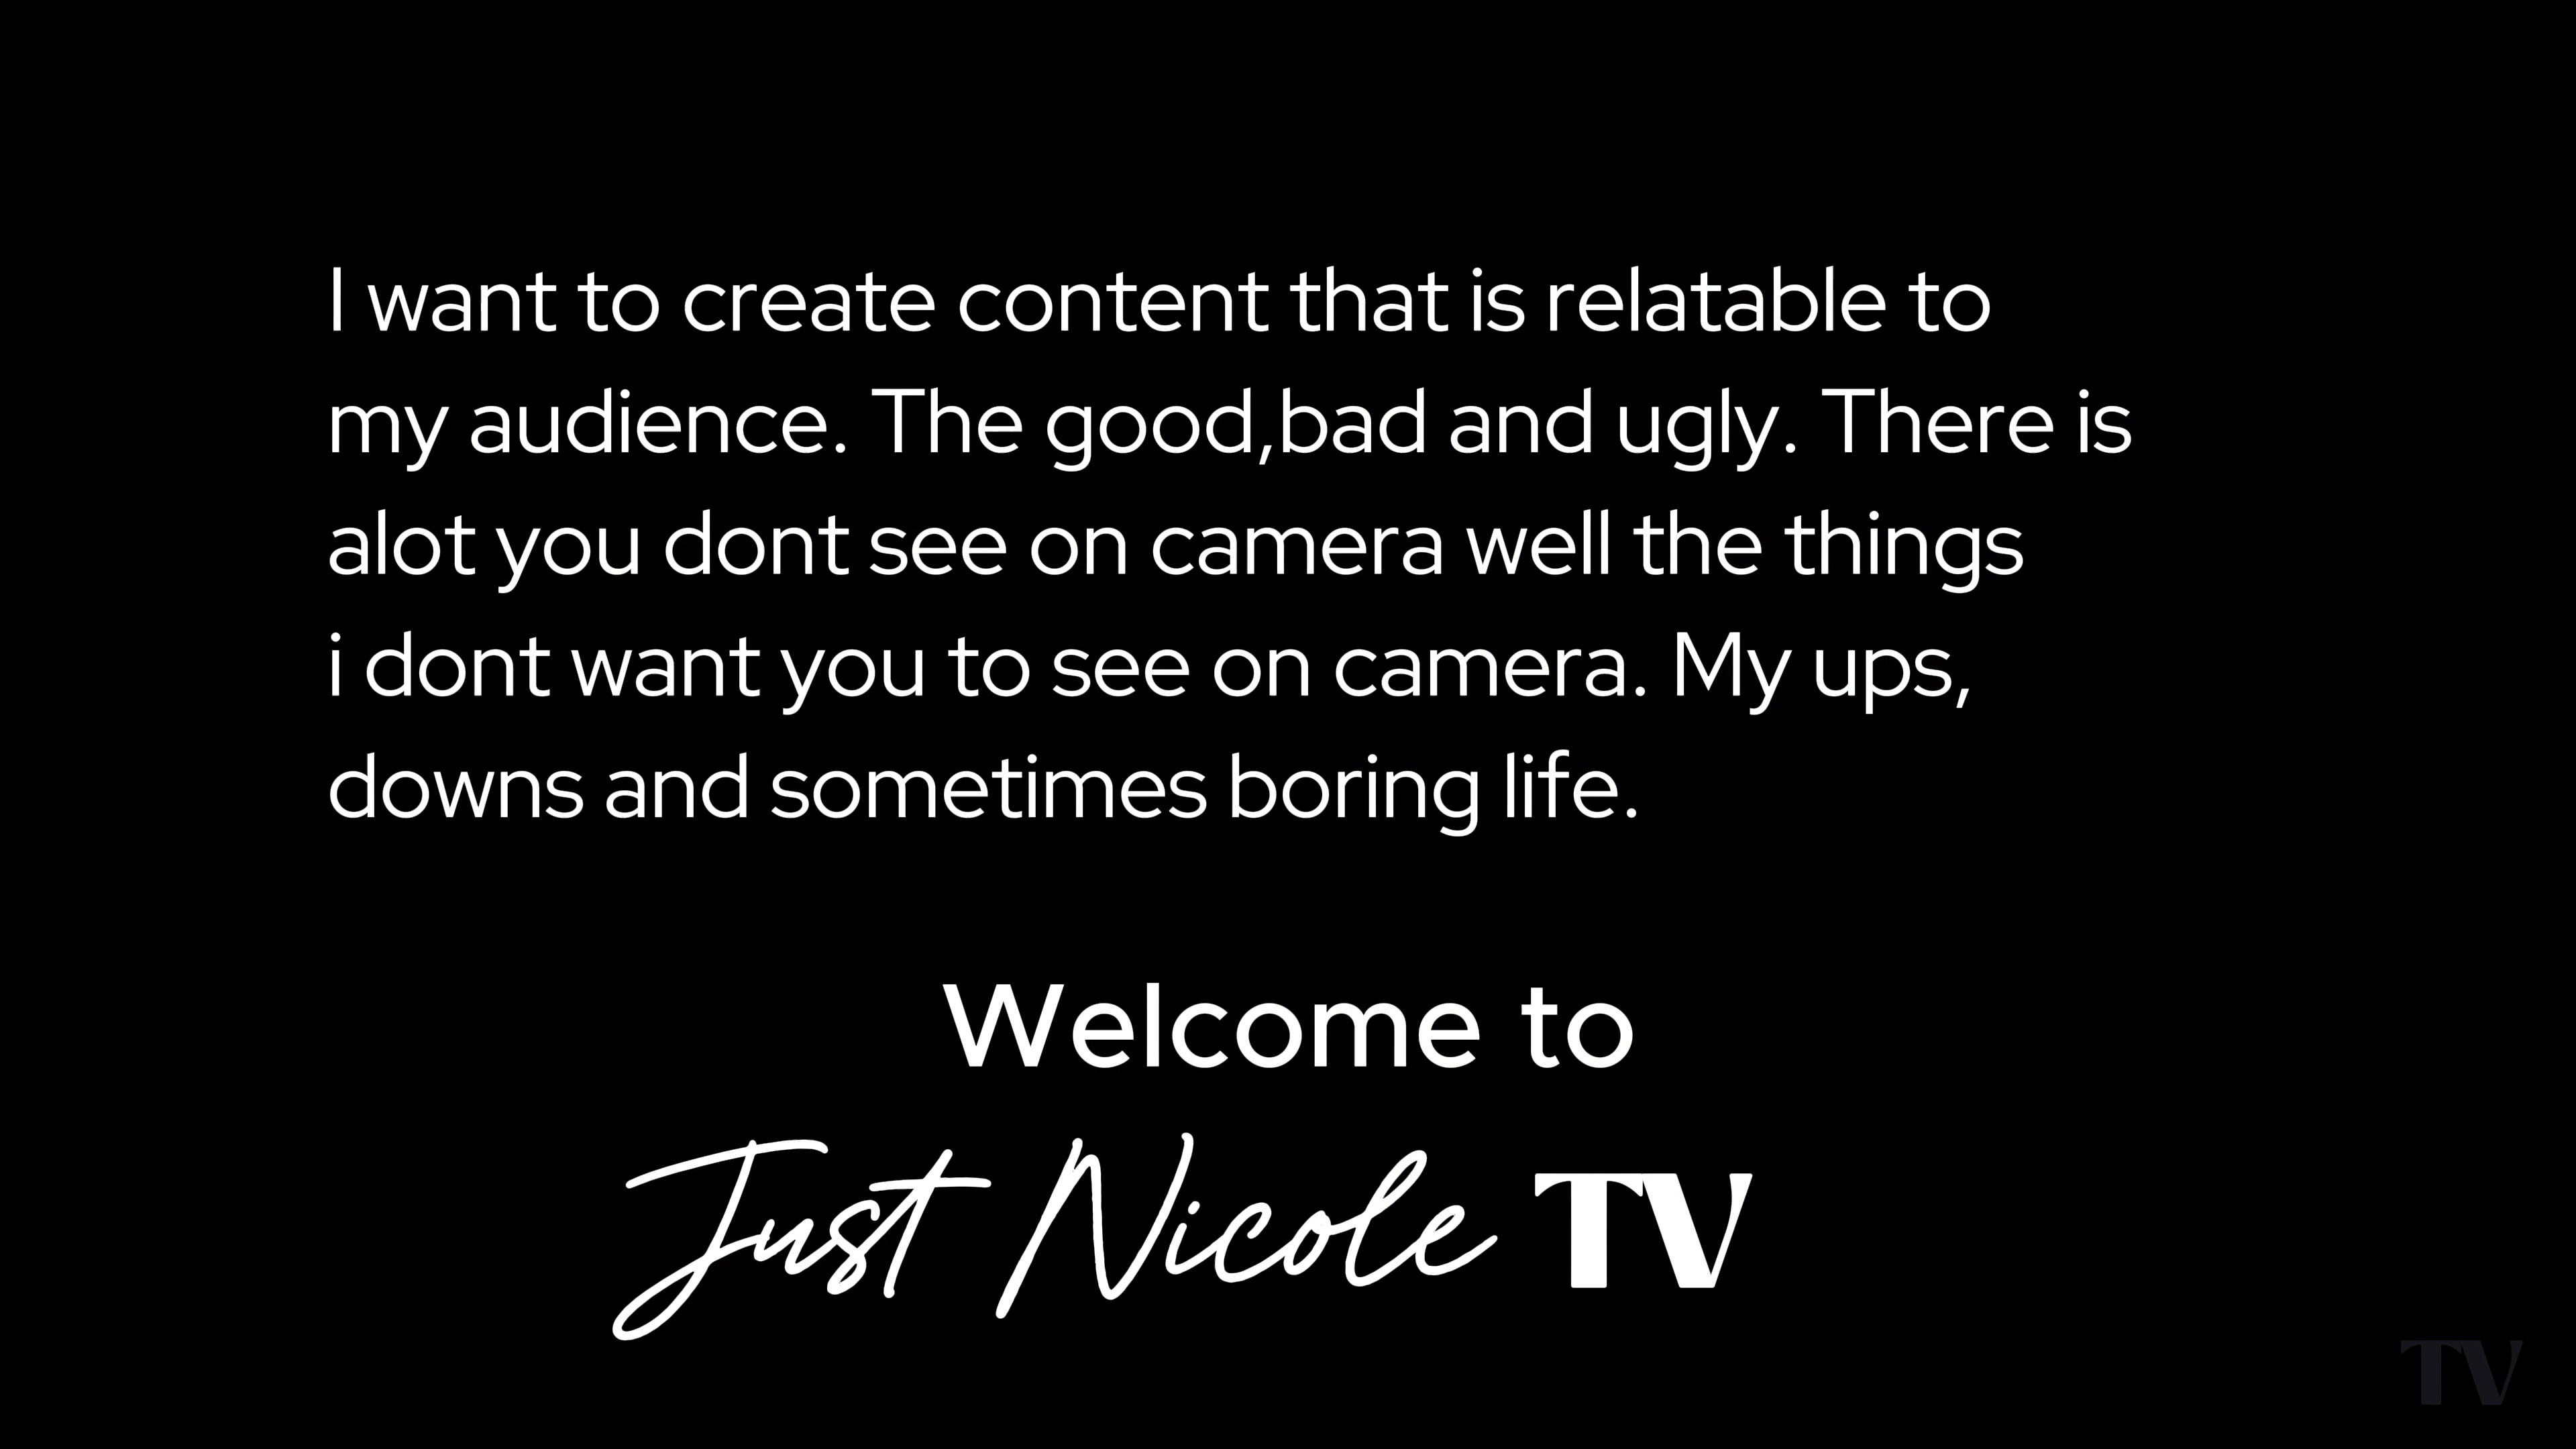 I want to create content that is relatable to
my audience. The good,bad and ugly. There is
alot you dont see on camera well the things
i dont want you to see on camera. My ups,
downs and sometimes boring life.
Welcome to
Just Nicole TV
TV